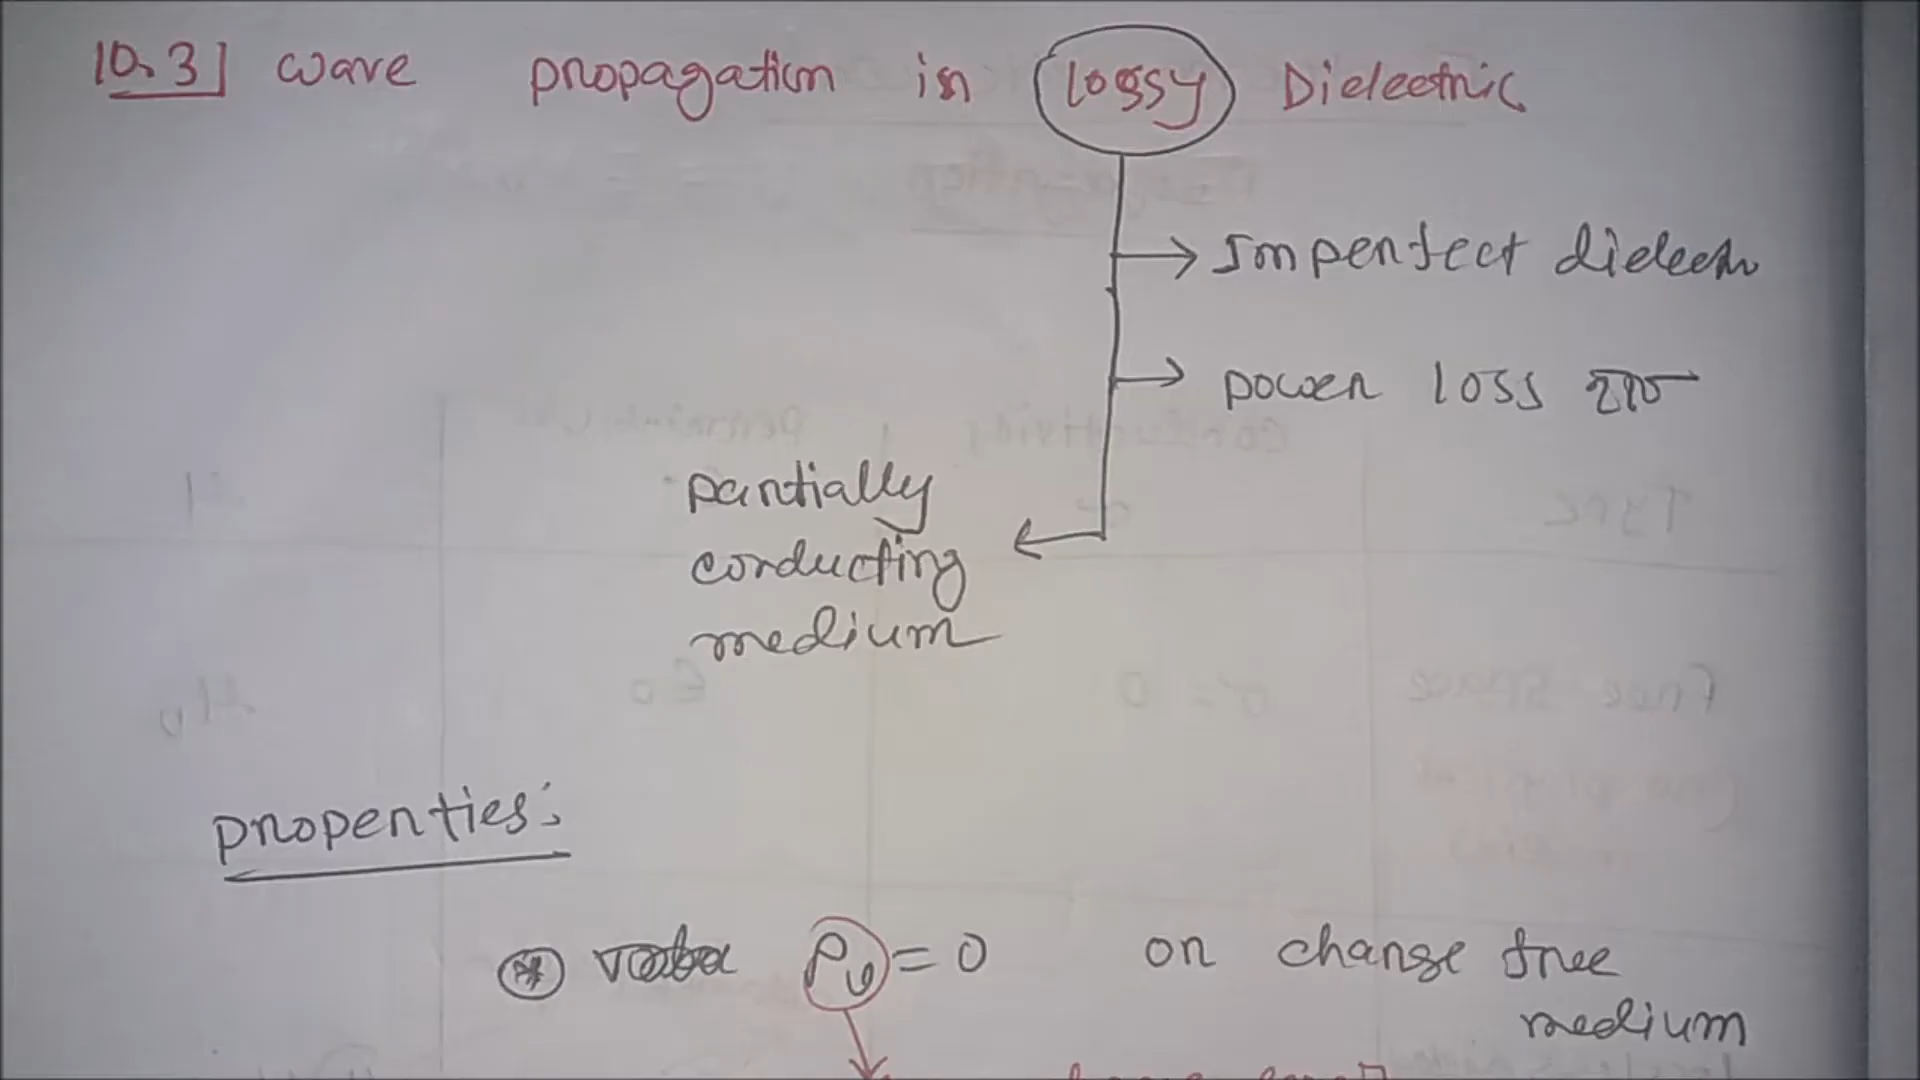 10.3] wave propagation in lossy Dielectric
→ Imperfect dielectr
→ power loss হয়
partially
conducting
medium
properties:
ρv = 0 or charge free
medium